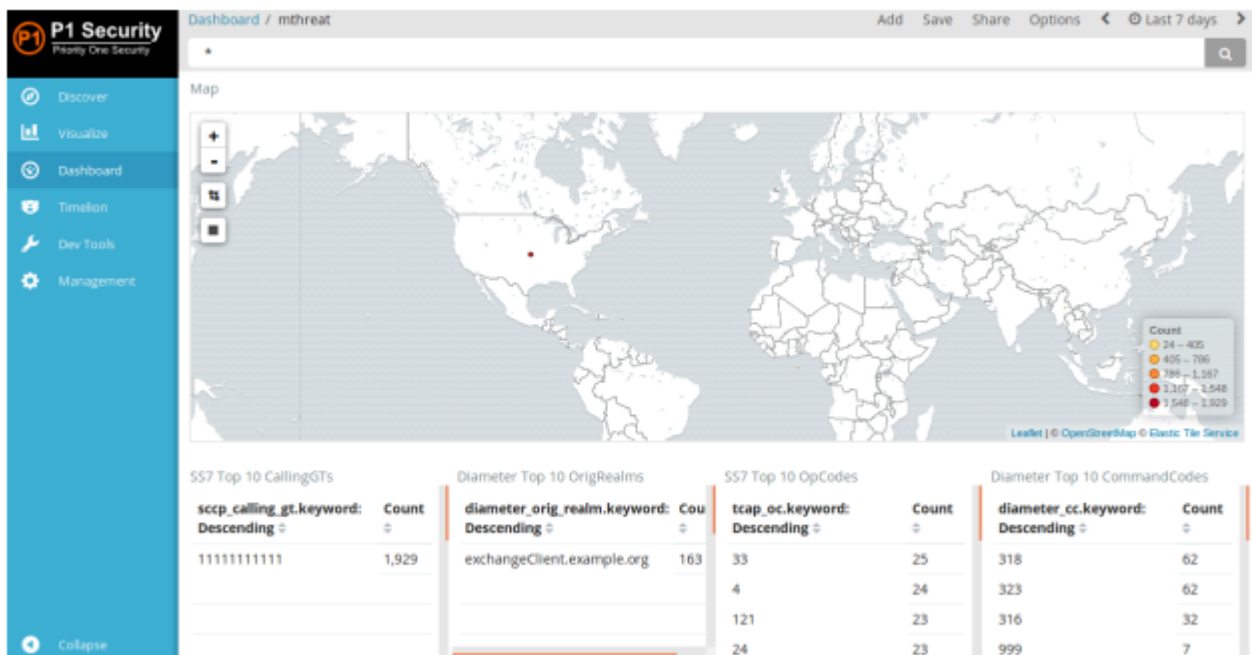 P1 P1 Security
Priority One Security
Dashboard / mthreat
Add Save Share Options Last 7 days
*
Discover
Visualize
Dashboard
Timelion
Dev Tools
Management
Collapse
Map
+
-
Count
24 – 405
405 – 786
786 – 1,167
1,167 – 1,548
1,548 – 1,929
Leaflet | © OpenStreetMap © Elastic Tile Service
SS7 Top 10 CallingGTs
sccp_calling_gt.keyword: Count
Descending
11111111111 1,929
Diameter Top 10 OrigRealms
diameter_orig_realm.keyword: Cou
Descending
exchangeClient.example.org 163
SS7 Top 10 OpCodes
tcap_oc.keyword: Count
Descending
33 25
4 24
121 23
24 23
Diameter Top 10 CommandCodes
diameter_cc.keyword: Count
Descending
318 62
323 62
316 32
999 7